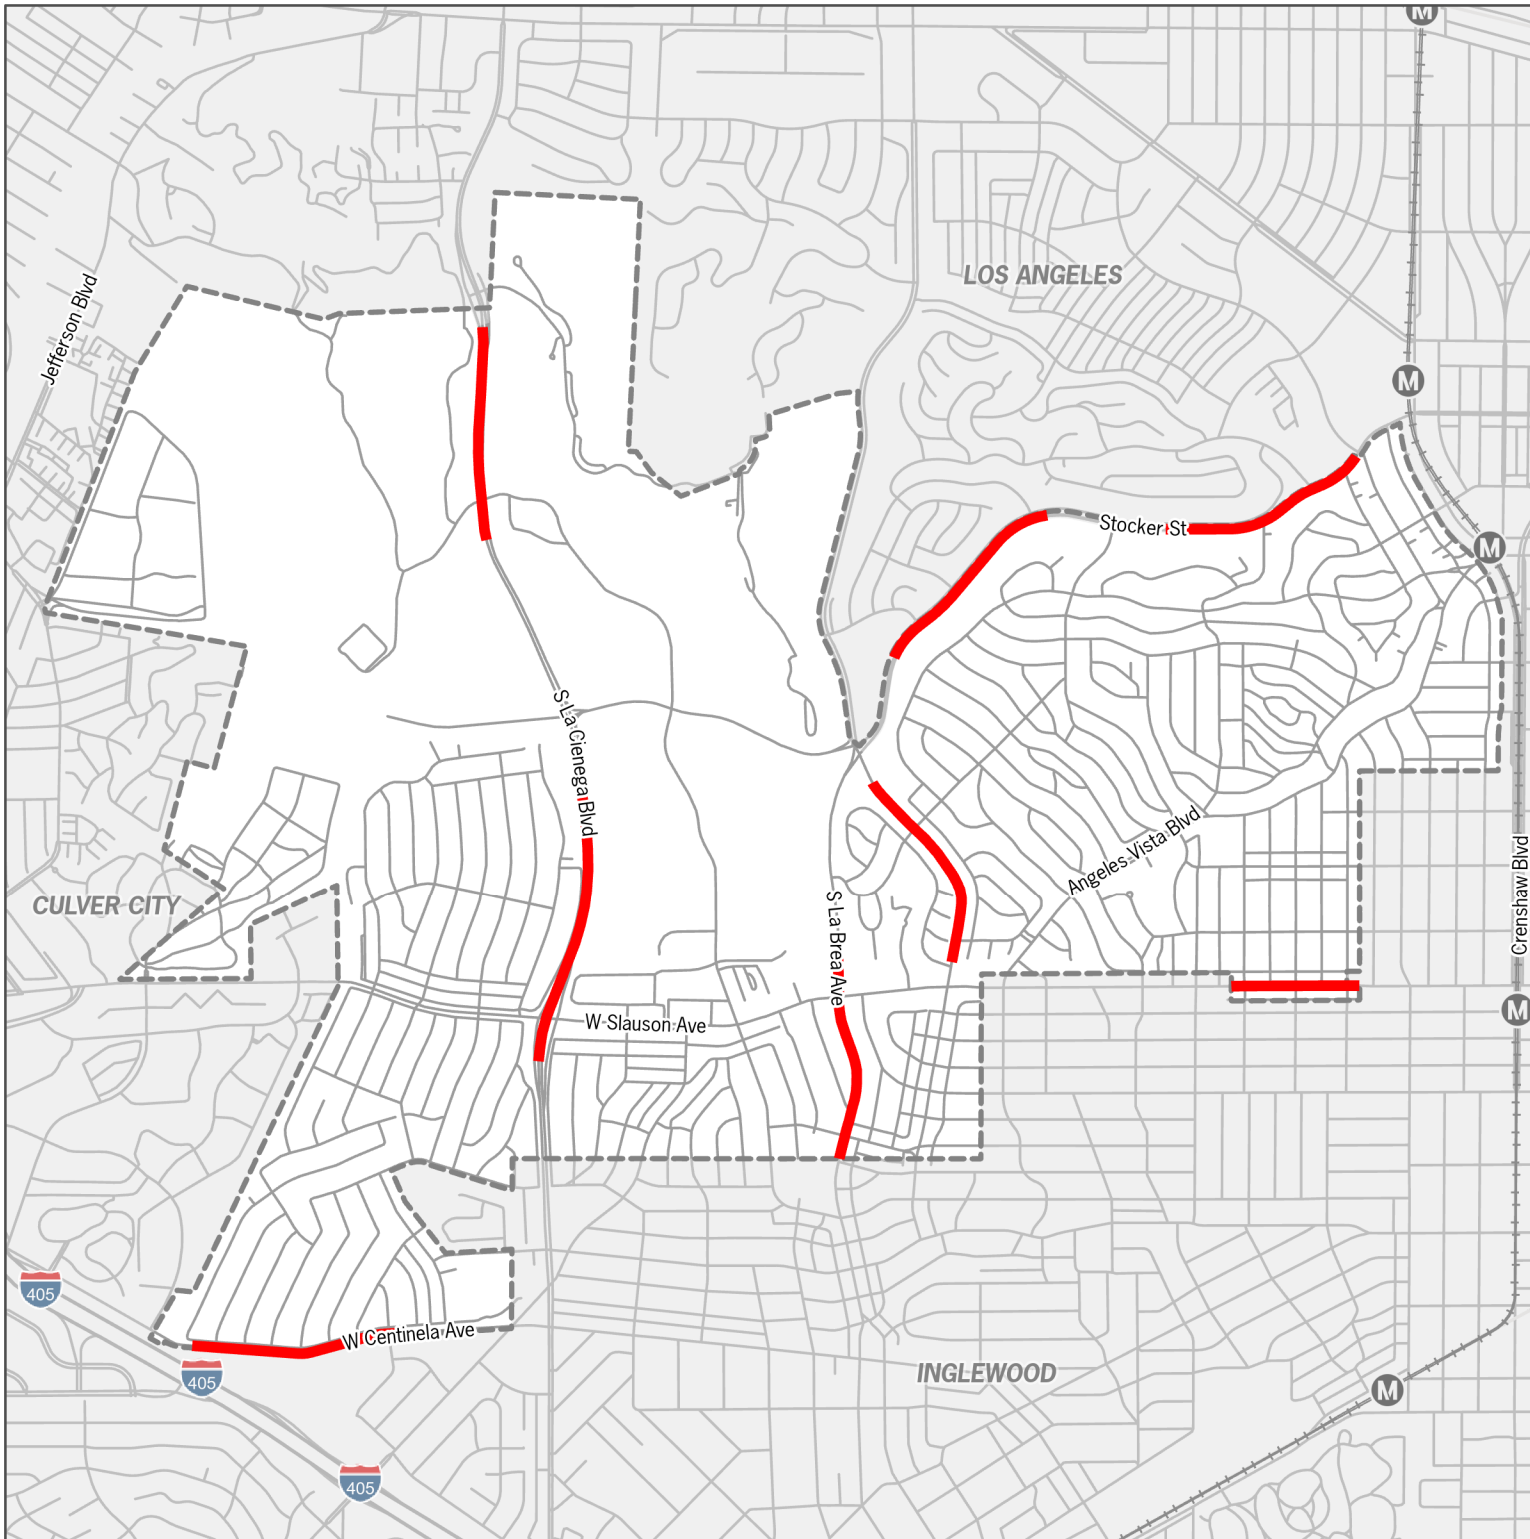 M
LOS ANGELES
Jefferson Blvd
M
Stocker St
M
S La Cienega Blvd
Angeles Vista Blvd
Crenshaw Blvd
CULVER CITY
S La Brea Ave
M
W Slauson Ave
405
W Centinela Ave
405
INGLEWOOD
M
405